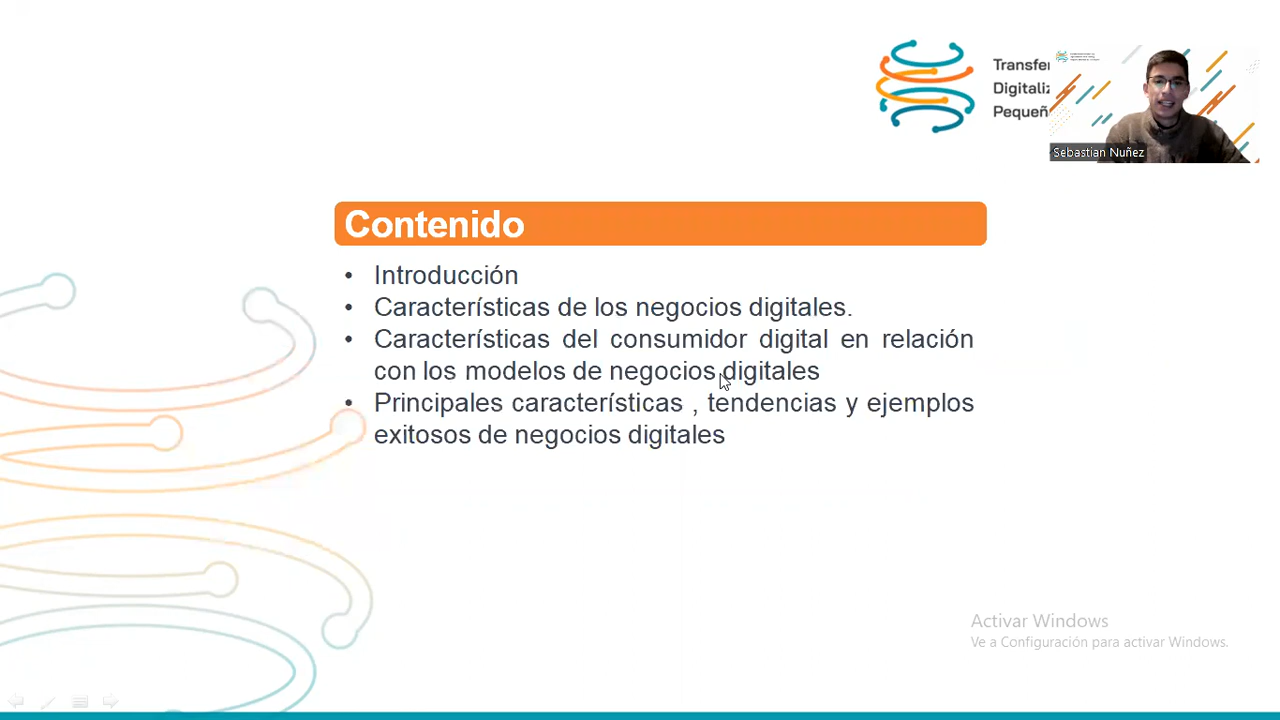 Transfer
Digitaliz
Pequeñ
Sebastian Nuñez
Contenido
• Introducción
• Características de los negocios digitales.
• Características del consumidor digital en relación
con los modelos de negocios digitales
• Principales características , tendencias y ejemplos
exitosos de negocios digitales
Activar Windows
Ve a Configuración para activar Windows.